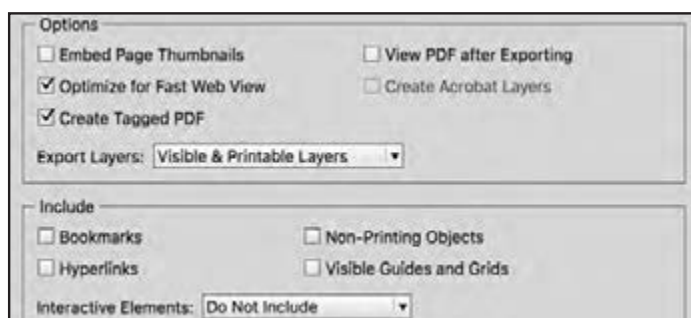 Options
Embed Page Thumbnails View PDF after Exporting
Optimize for Fast Web View Create Acrobat Layers
Create Tagged PDF
Export Layers: Visible & Printable Layers
Include
Bookmarks Non-Printing Objects
Hyperlinks Visible Guides and Grids
Interactive Elements: Do Not Include